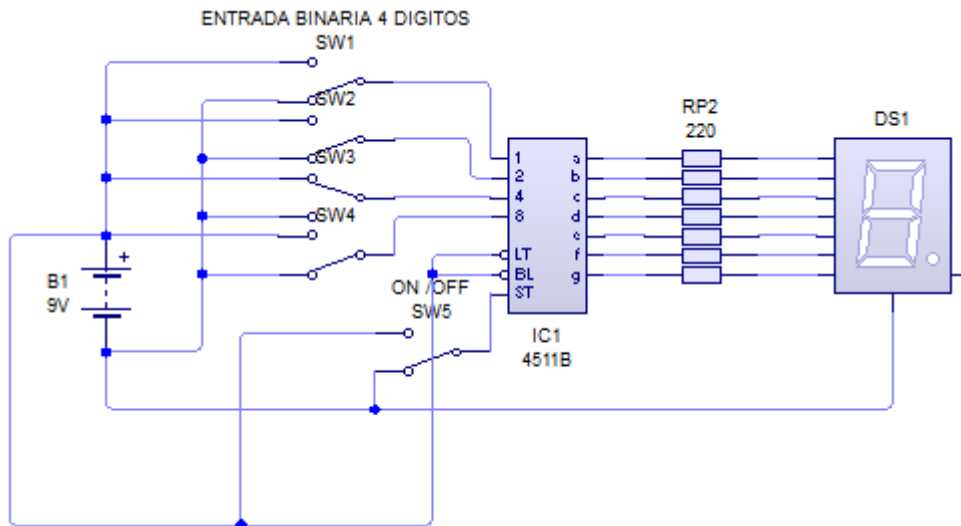 ENTRADA BINARIA 4 DIGITOS
SW1
SW2
SW3
SW4
B1
9V
+
ON /OFF
SW5
1
2
4
8
LT
BL
ST
a
b
c
d
e
f
g
IC1
4511B
RP2
220
DS1